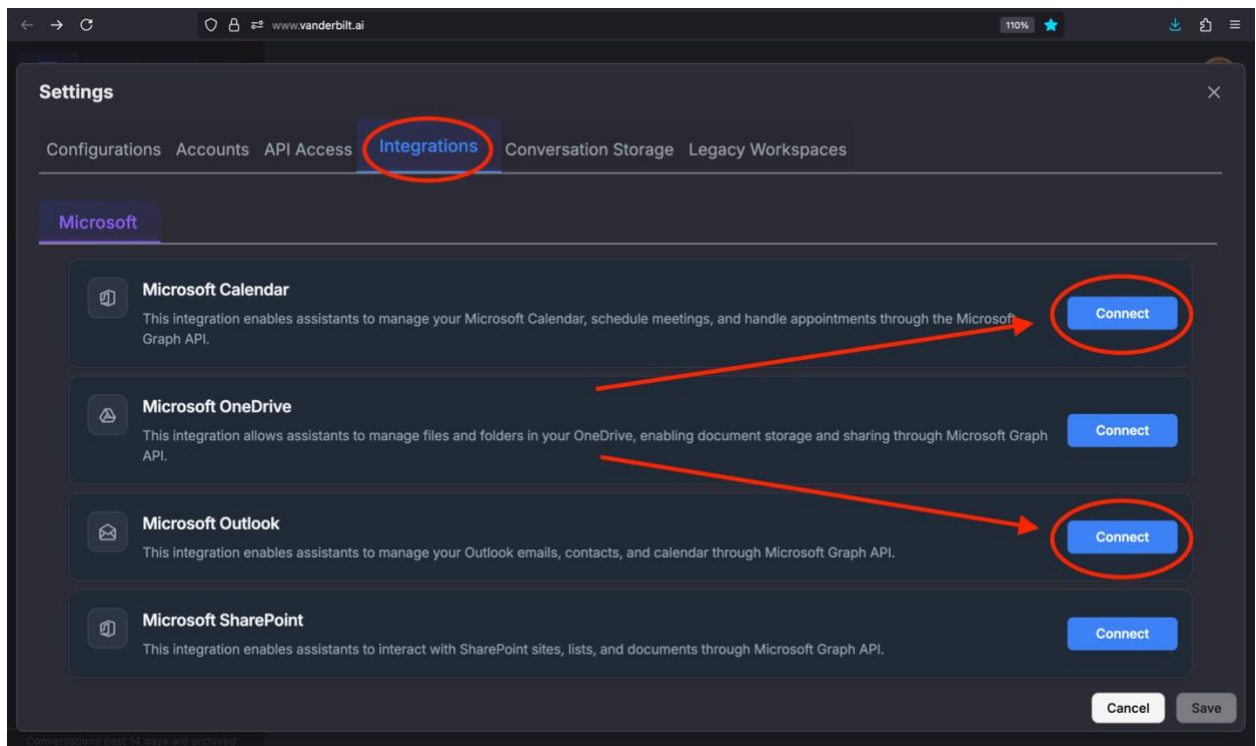 www.vanderbilt.ai
110%
Settings
Configurations Accounts API Access Integrations Conversation Storage Legacy Workspaces
Microsoft
Microsoft Calendar
This integration enables assistants to manage your Microsoft Calendar, schedule meetings, and handle appointments through the Microsoft
Graph API.
Connect
Microsoft OneDrive
This integration allows assistants to manage files and folders in your OneDrive, enabling document storage and sharing through Microsoft Graph
API.
Connect
Microsoft Outlook
This integration enables assistants to manage your Outlook emails, contacts, and calendar through Microsoft Graph API.
Connect
Microsoft SharePoint
This integration enables assistants to interact with SharePoint sites, lists, and documents through Microsoft Graph API.
Connect
Cancel Save
Conversations past 14 days are archived